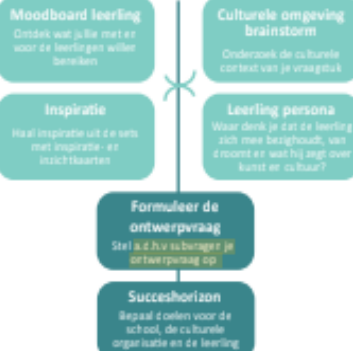 Moodboard leerling
Ontdek wat jullie met en
voor de leerlingen willen
bereiken
Culturele omgeving
brainstorm
Onderzoek de culturele
context van je vraagstuk
Inspiratie
Haal inspiratie uit de sets
met inspiratie- en
inzichtkaarten
Leerling persona
Waar denk je dat de leerling
zich mee bezighoudt, van
droomt en wat hij zegt over
kunst en cultuur?
Formuleer de
ontwerpvraag
Stel a.d.h.v subvragen je
ontwerpvraag op
Succeshorizon
Bepaal doelen voor de
school, de culturele
organisatie en de leerling